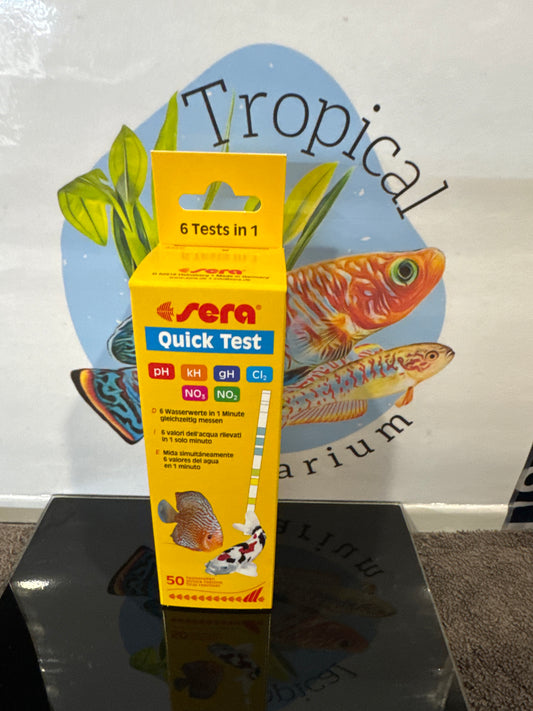 Tropical
6 Tests in 1
sera®
Quick Test
pH kH gH Cl₂
NO₃ NO₂
D 6 Wasserwerte in 1 Minute
gleichzeitig messen
I 6 valori dell'acqua rilevati
in 1 solo minuto
E Mida simultáneamente
6 valores del agua
en 1 minuto
50
arium